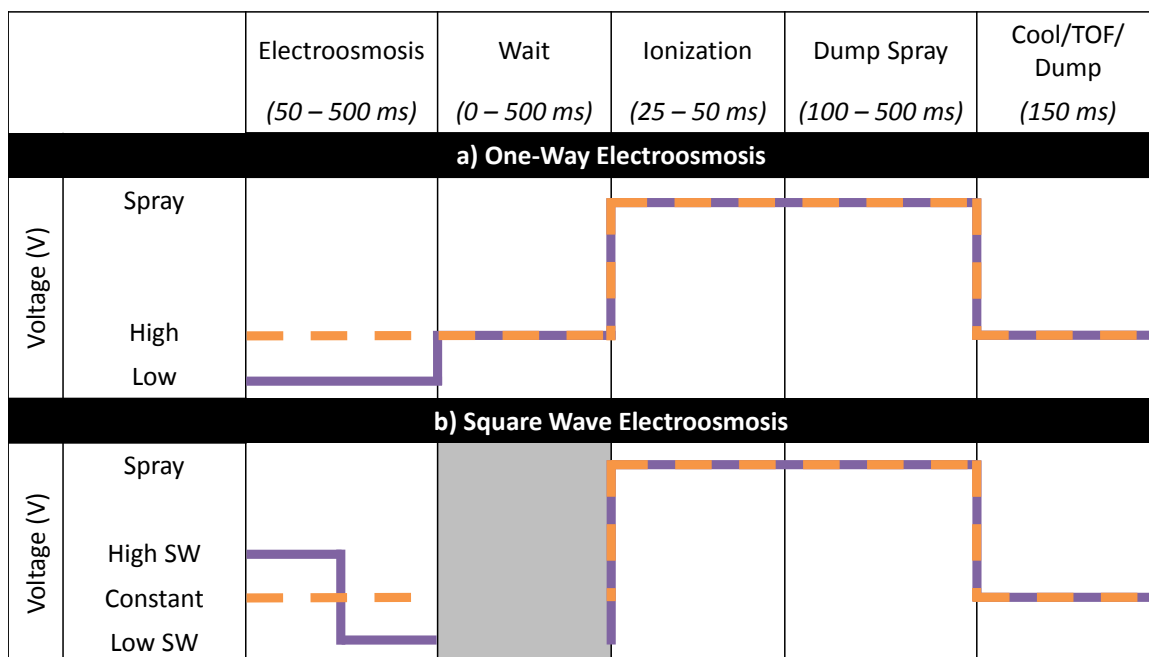 Electroosmosis
(50 – 500 ms)
Wait
(0 – 500 ms)
Ionization
(25 – 50 ms)
Dump Spray
(100 – 500 ms)
Cool/TOF/
Dump
(150 ms)
a) One-Way Electroosmosis
Voltage (V)
Spray
High
Low
b) Square Wave Electroosmosis
Voltage (V)
Spray
High SW
Constant
Low SW